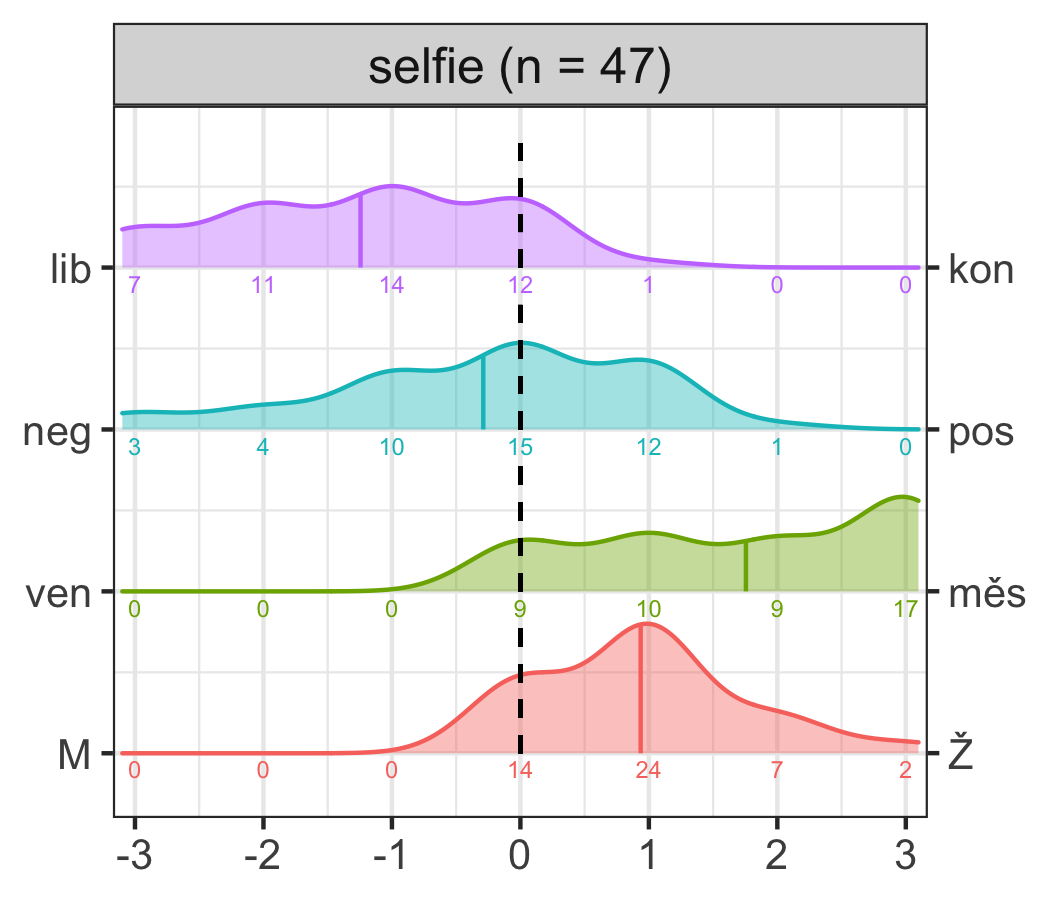 selfie (n = 47)
lib kon
7 11 14 12 1 0 0
neg pos
3 4 10 15 12 1 0
ven měs
0 0 0 9 10 9 17
M Ž
0 0 0 14 24 7 2
-3 -2 -1 0 1 2 3